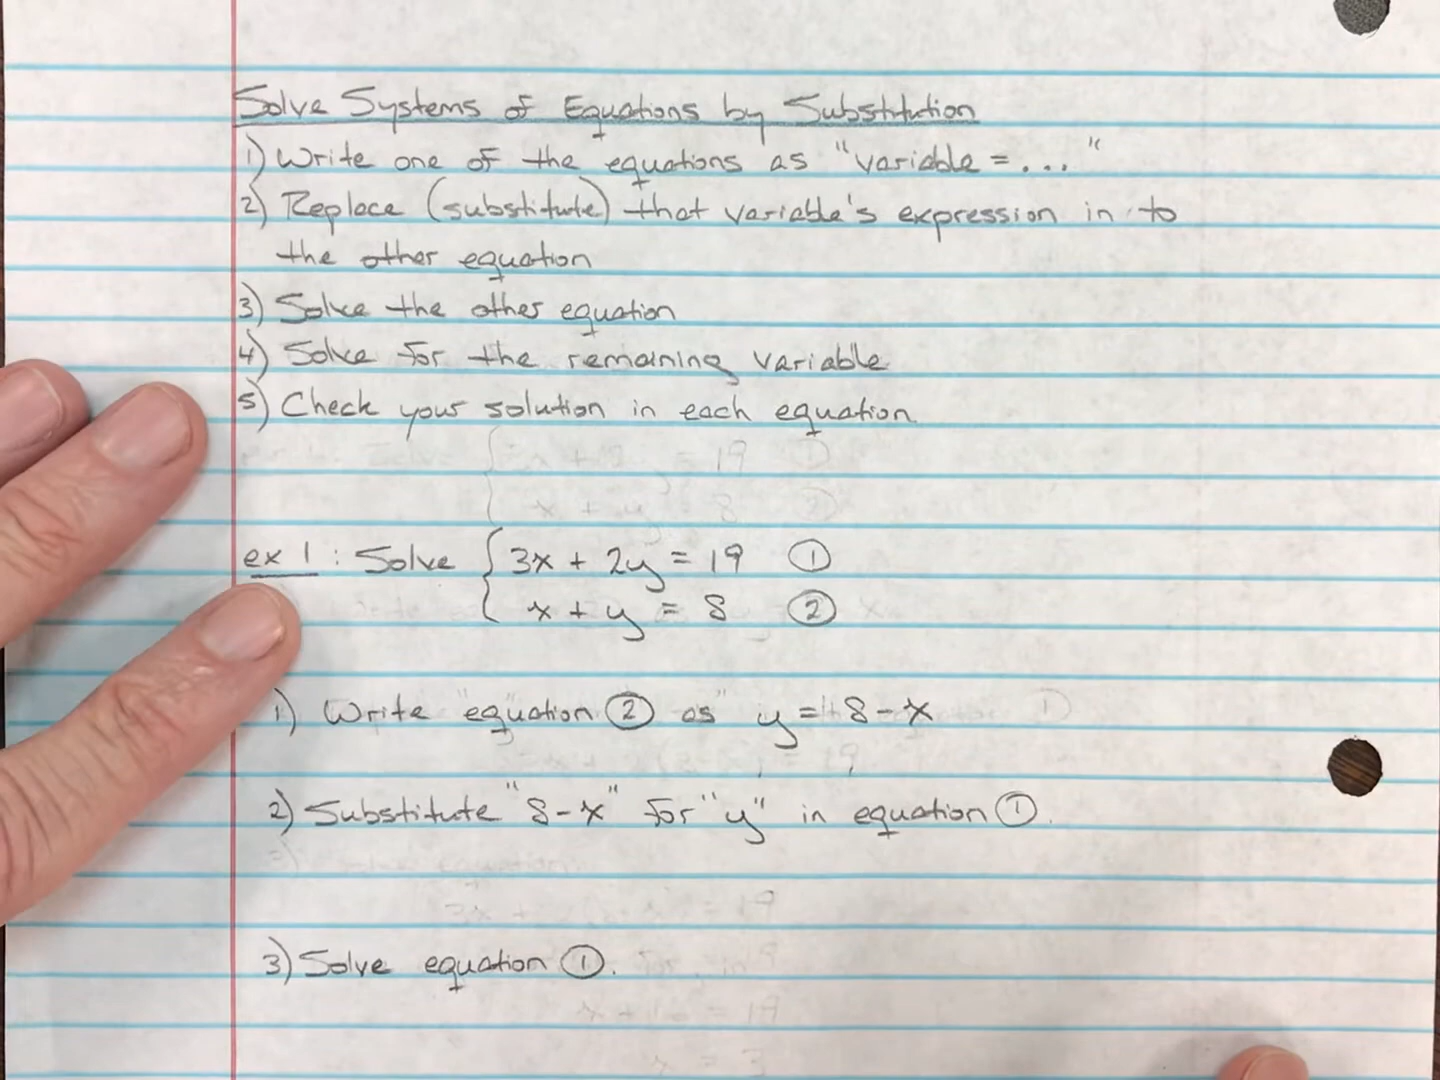 Solve Systems of Equations by Substitution
1) Write one of the equations as "variable = ..."
2) Replace (substitute) that variable's expression in to
the other equation
3) Solve the other equation
4) Solve for the remaining variable
5) Check your solution in each equation
ex 1: Solve { 3x + 2y = 19 ①
x + y = 8 ②
1) Write "equation ② as" y = 8 - x
2) Substitute "8-x" for "y" in equation ①.
3) Solve equation ①.